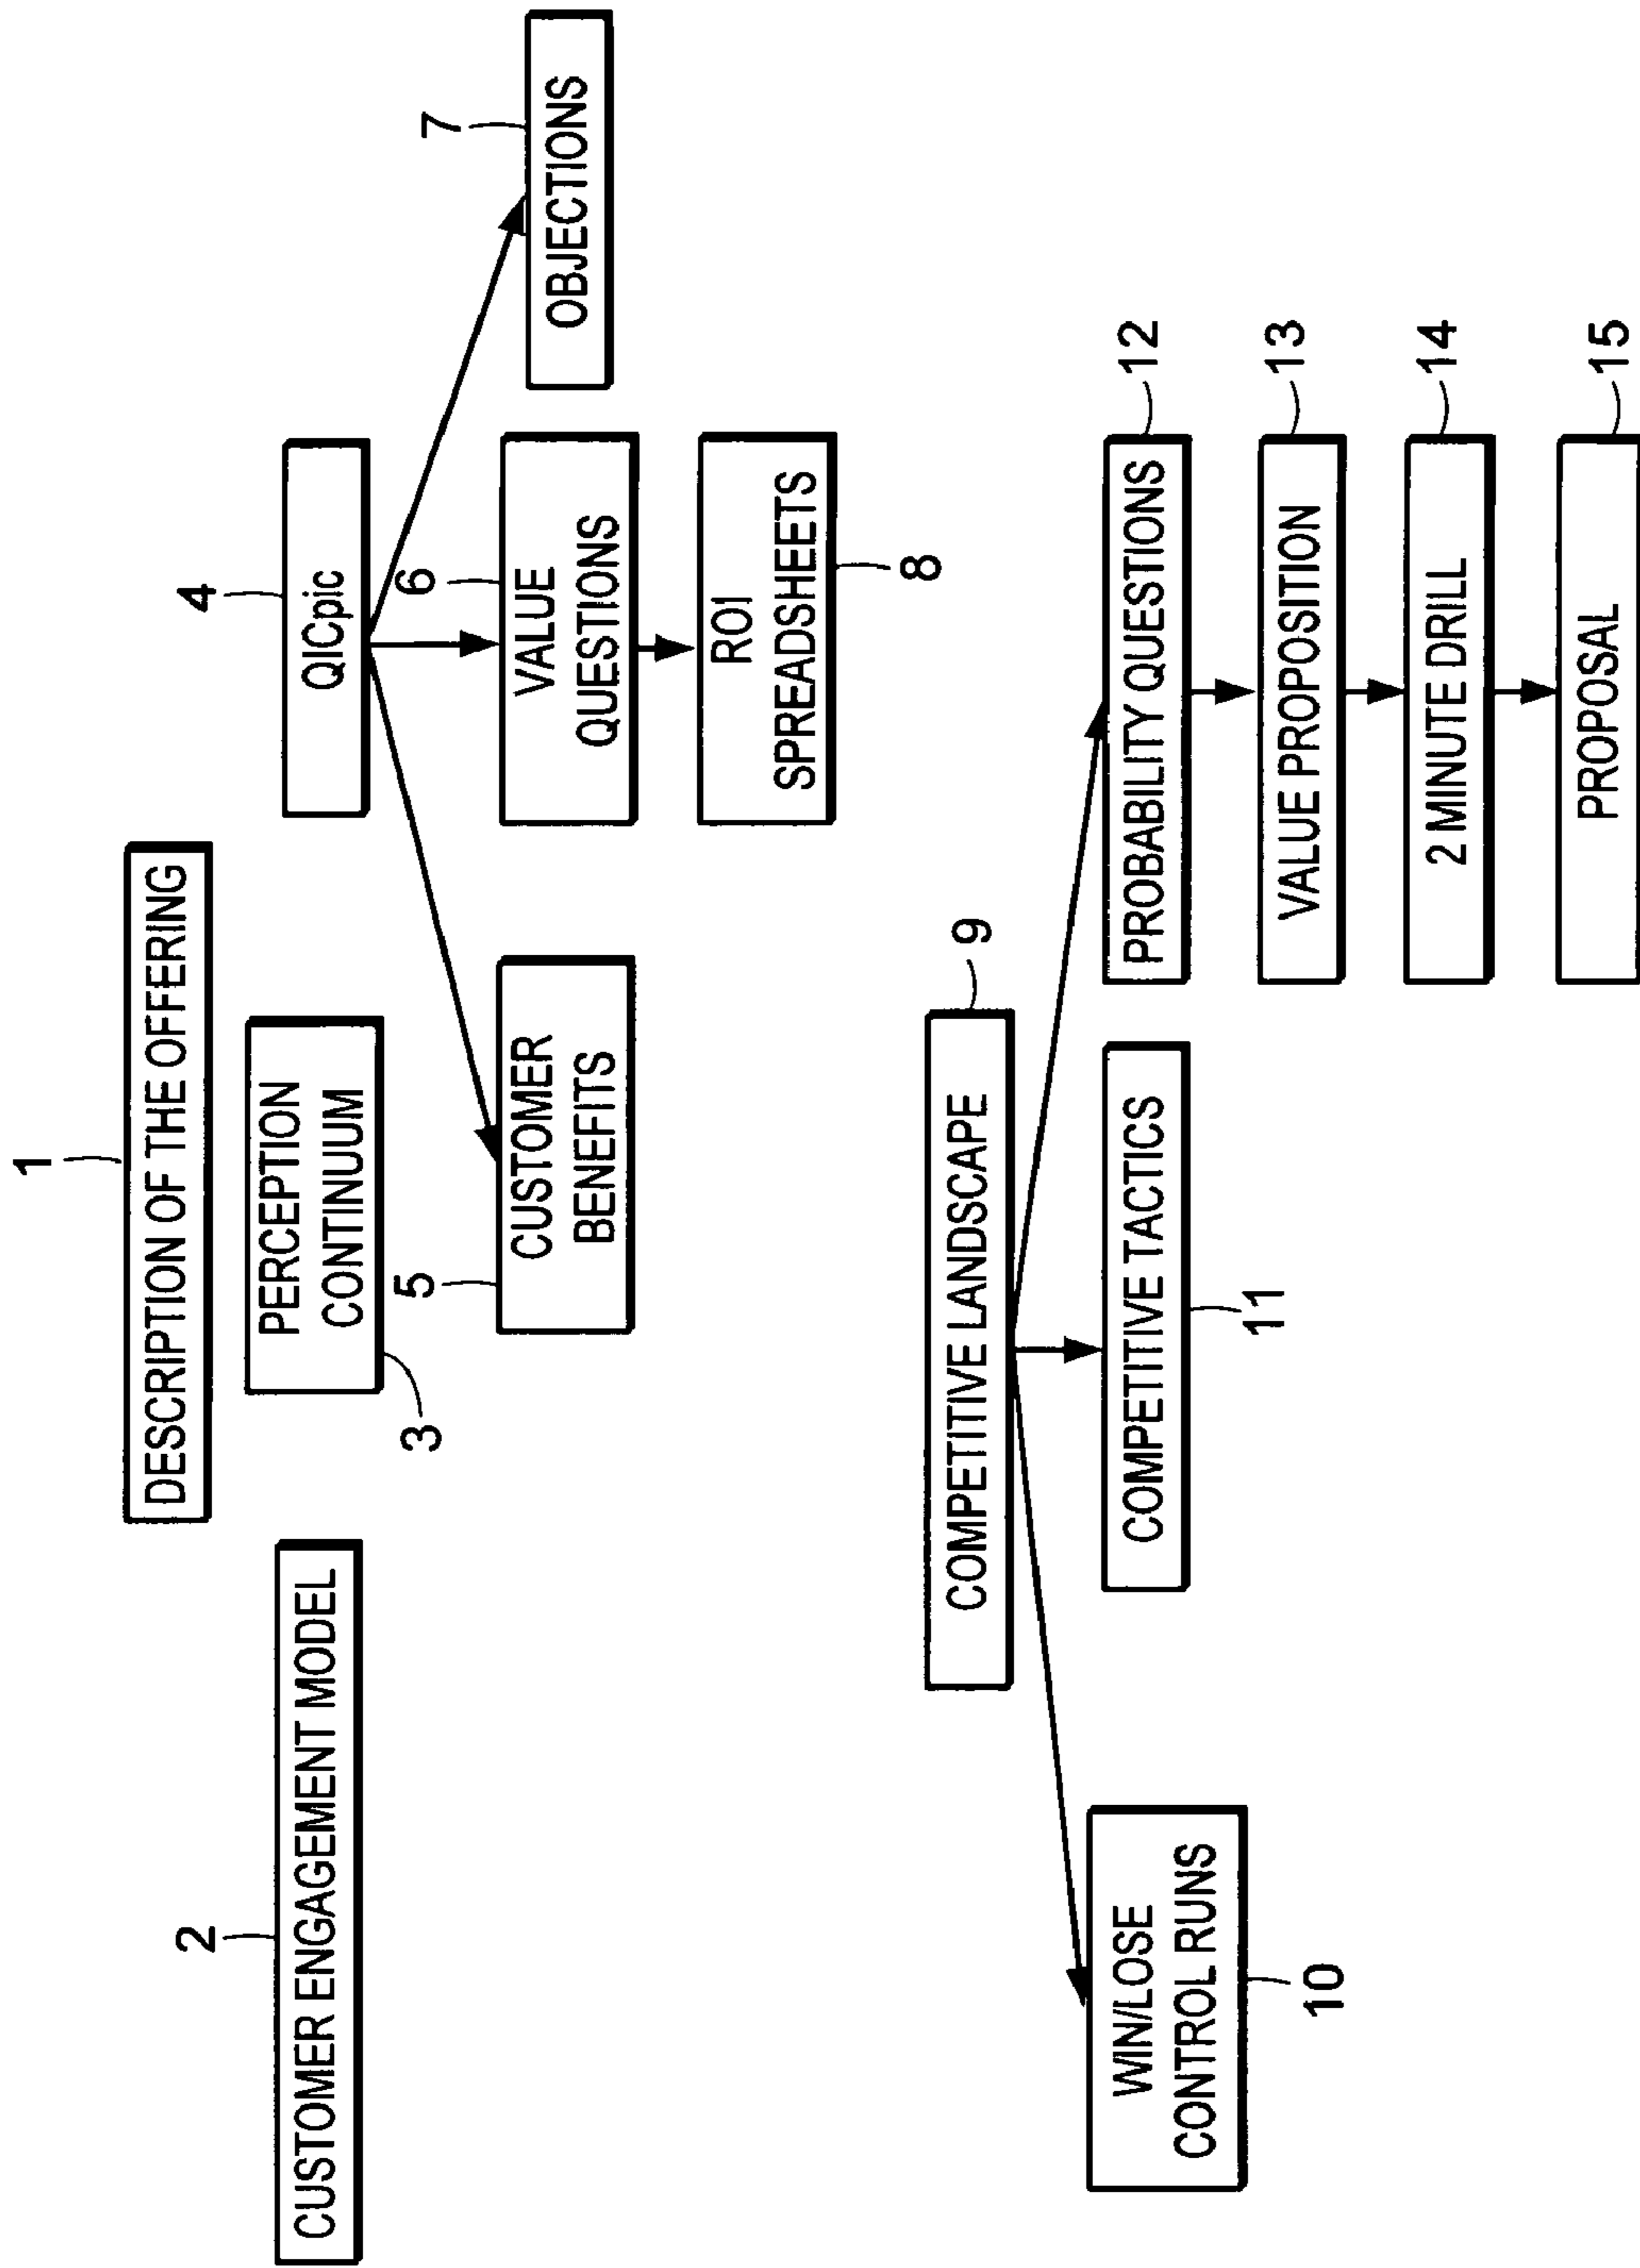 1
DESCRIPTION OF THE OFFERING
2
CUSTOMER ENGAGEMENT MODEL
PERCEPTION
CONTINUUM
3
4
QICpic
5
CUSTOMER
BENEFITS
6
VALUE
QUESTIONS
7
OBJECTIONS
ROI
SPREADSHEETS
8
COMPETITIVE LANDSCAPE
9
WIN/LOSE
CONTROL RUNS
10
COMPETITIVE TACTICS
11
PROBABILITY QUESTIONS
12
VALUE PROPOSITION
13
2 MINUTE DRILL
14
PROPOSAL
15